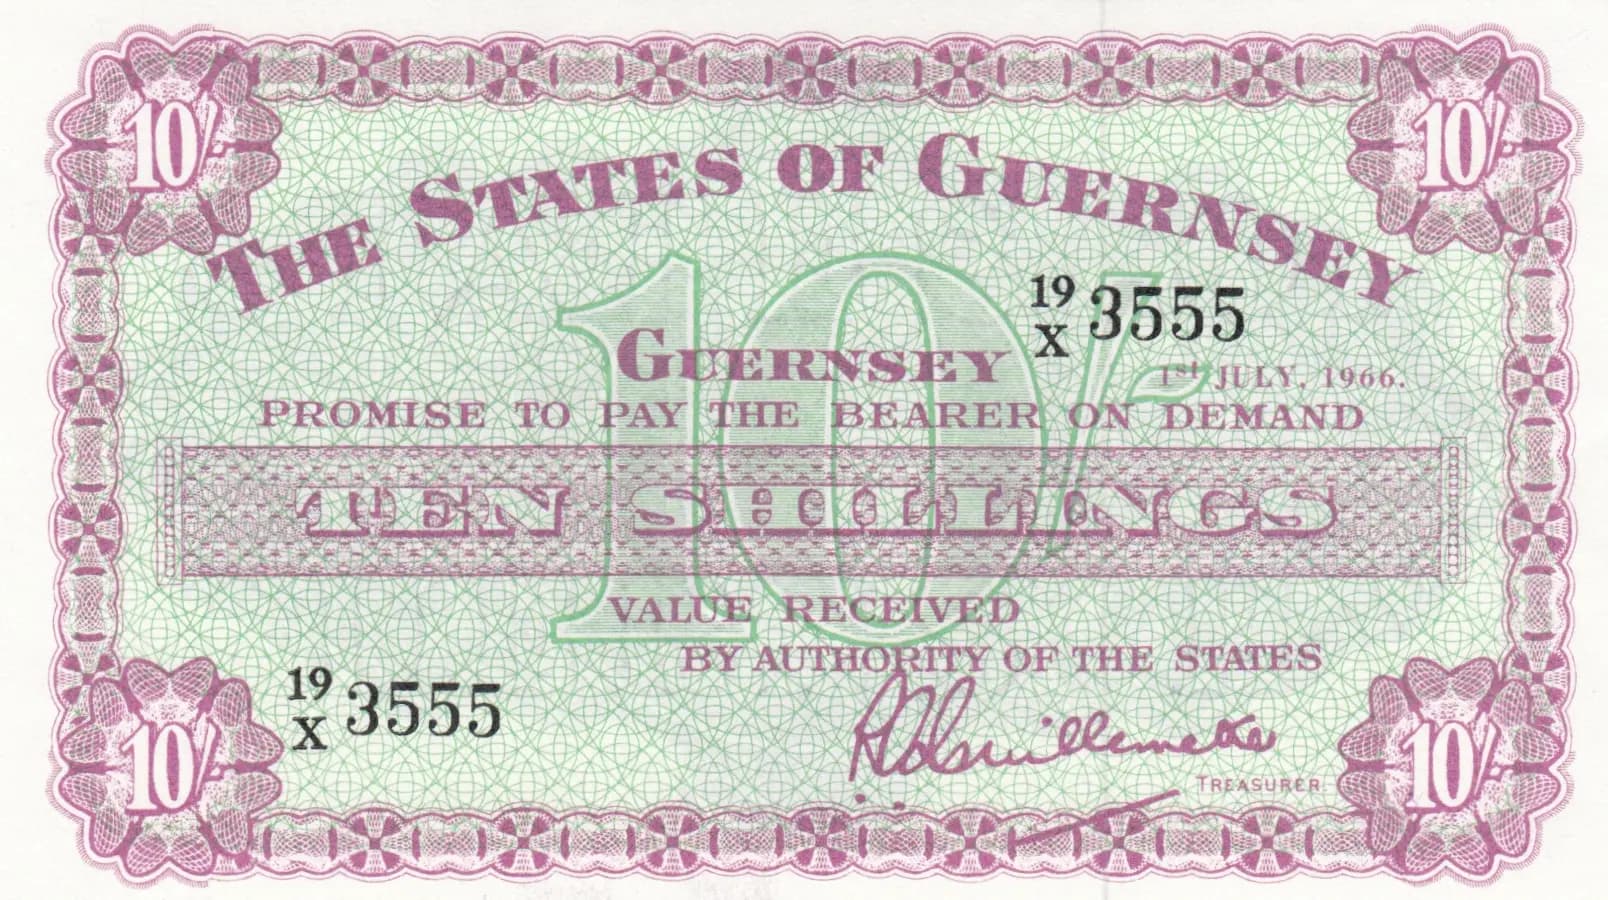 10/- 10/-
THE STATES OF GUERNSEY
19/X 3555
GUERNSEY 1st JULY, 1966.
PROMISE TO PAY THE BEARER ON DEMAND
TEN SHILLINGS
10/-
VALUE RECEIVED
BY AUTHORITY OF THE STATES
19/X 3555
TREASURER
10/- 10/-